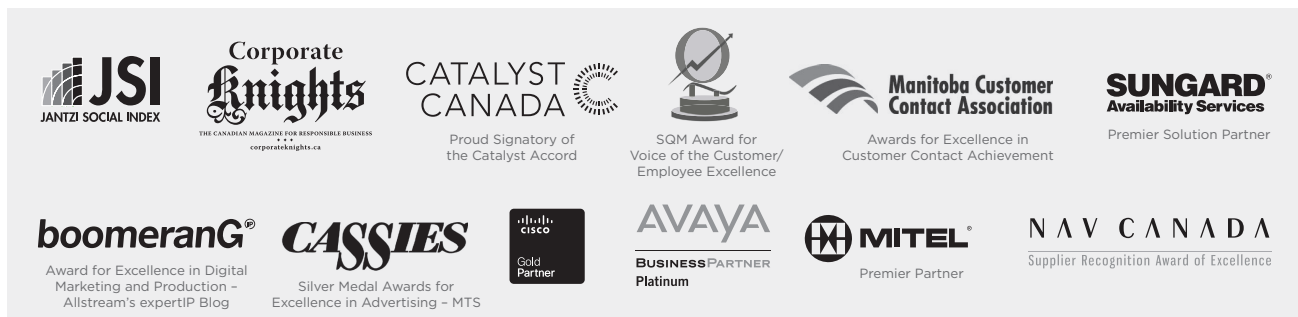 JSI
JANTZI SOCIAL INDEX
Corporate
Knights
THE CANADIAN MAGAZINE FOR RESPONSIBLE BUSINESS
corporateknights.ca
CATALYST
CANADA
Proud Signatory of
the Catalyst Accord
SQM Award for
Voice of the Customer/
Employee Excellence
Manitoba Customer
Contact Association
Awards for Excellence in
Customer Contact Achievement
SUNGARD®
Availability Services
Premier Solution Partner
boomeranG
Award for Excellence in Digital
Marketing and Production –
Allstream's expertIP Blog
CASSIES
Silver Medal Awards for
Excellence in Advertising – MTS
cisco
Gold
Partner
AVAYA
BUSINESSPARTNER
Platinum
MITEL®
Premier Partner
NAV CANADA
Supplier Recognition Award of Excellence